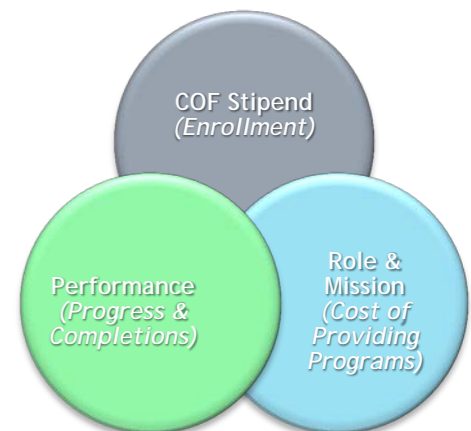 COF Stipend
(Enrollment)
Performance
(Progress &
Completions)
Role &
Mission
(Cost of
Providing
Programs)